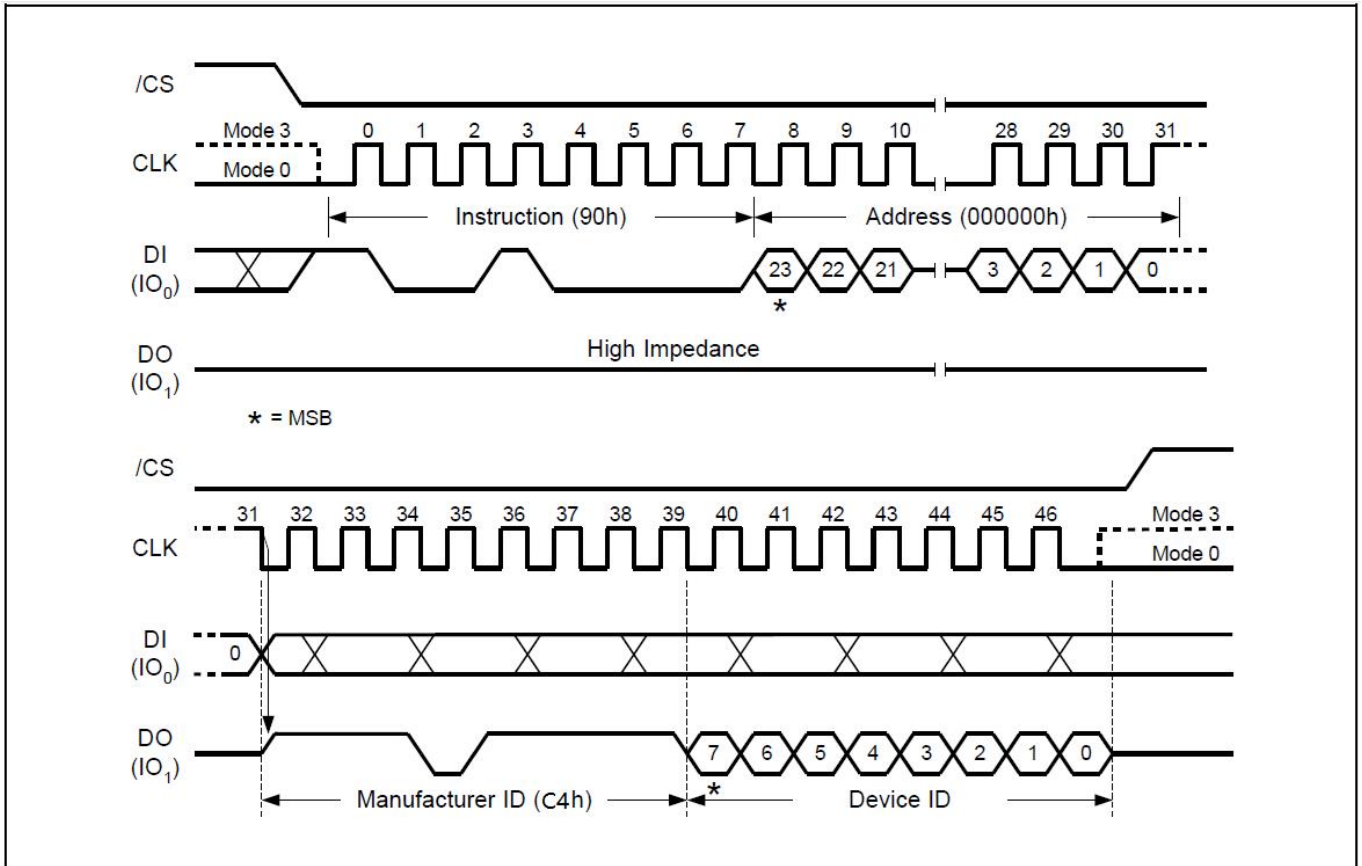 /CS
Mode 3
0 1 2 3 4 5 6 7 8 9 10 28 29 30 31
CLK
Mode 0
Instruction (90h)
Address (000000h)
DI
(IO0)
23 22 21 3 2 1 0
*
High Impedance
DO
(IO1)
* = MSB
/CS
31 32 33 34 35 36 37 38 39 40 41 42 43 44 45 46
Mode 3
CLK
Mode 0
DI
(IO0)
0
DO
(IO1)
7 6 5 4 3 2 1 0
*
Manufacturer ID (C4h)
Device ID